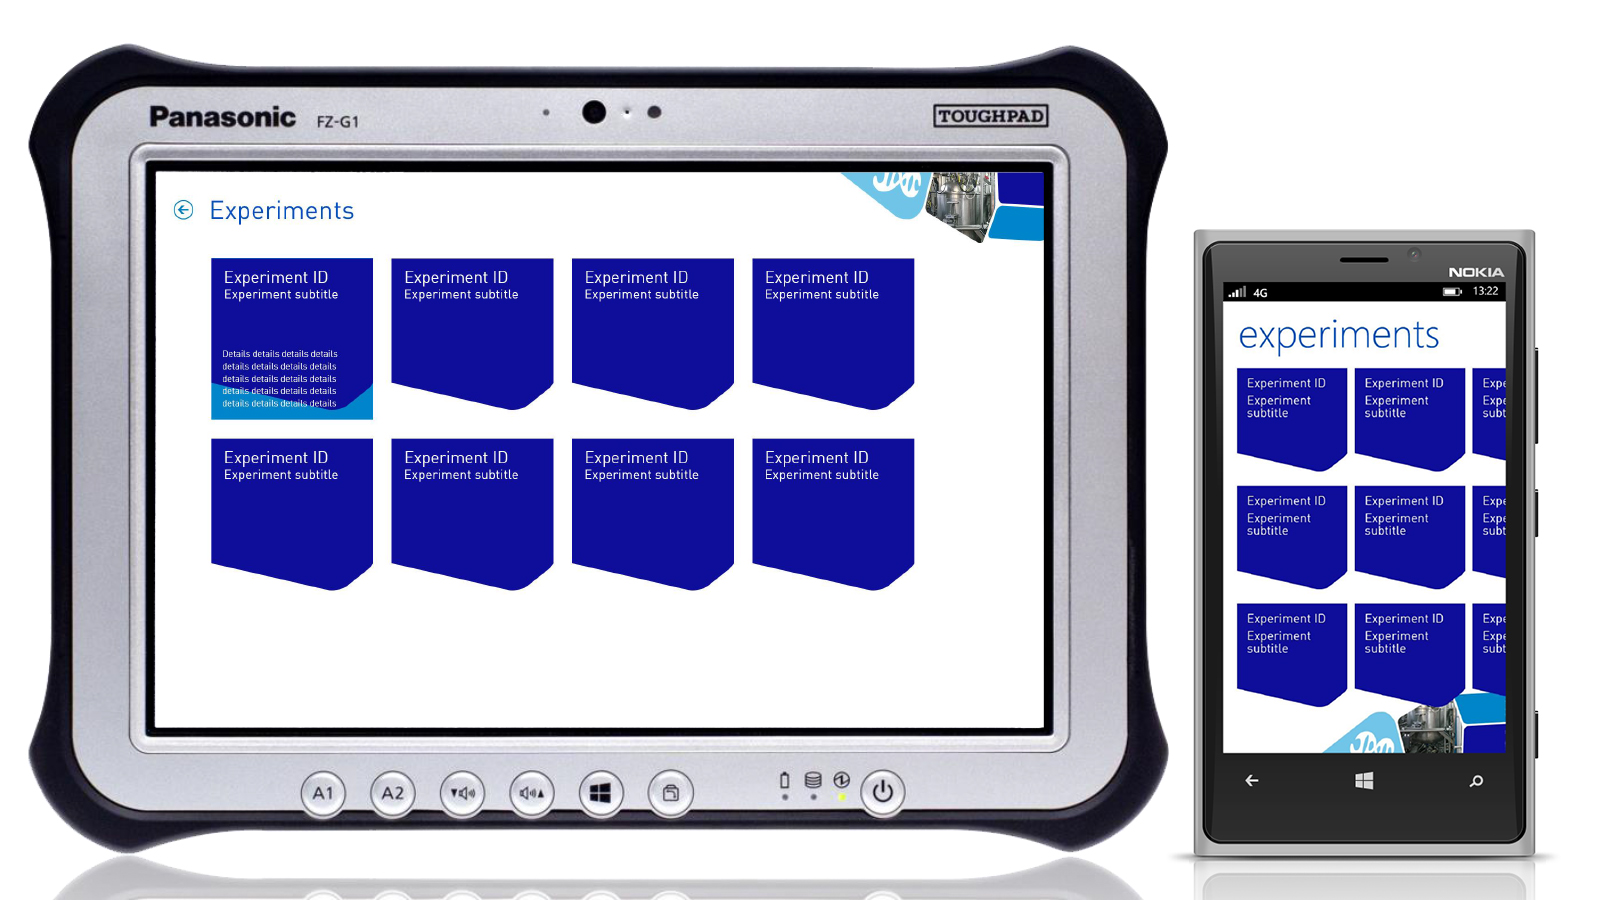 Panasonic FZ-G1
TOUGHPAD
Experiments
Experiment ID
Experiment subtitle
Details details details details
details details details details
details details details details
details details details details
details details details details
Experiment ID
Experiment subtitle
Experiment ID
Experiment subtitle
Experiment ID
Experiment subtitle
Experiment ID
Experiment subtitle
Experiment ID
Experiment subtitle
Experiment ID
Experiment subtitle
Experiment ID
Experiment subtitle
A1
A2
NOKIA
4G
13:22
experiments
Experiment ID
Experiment
subtitle
Experiment ID
Experiment
subtitle
Expe
Expe
subt
Experiment ID
Experiment
subtitle
Experiment ID
Experiment
subtitle
Expe
Expe
subt
Experiment ID
Experiment
subtitle
Experiment ID
Experiment
subtitle
Expe
Expe
subt